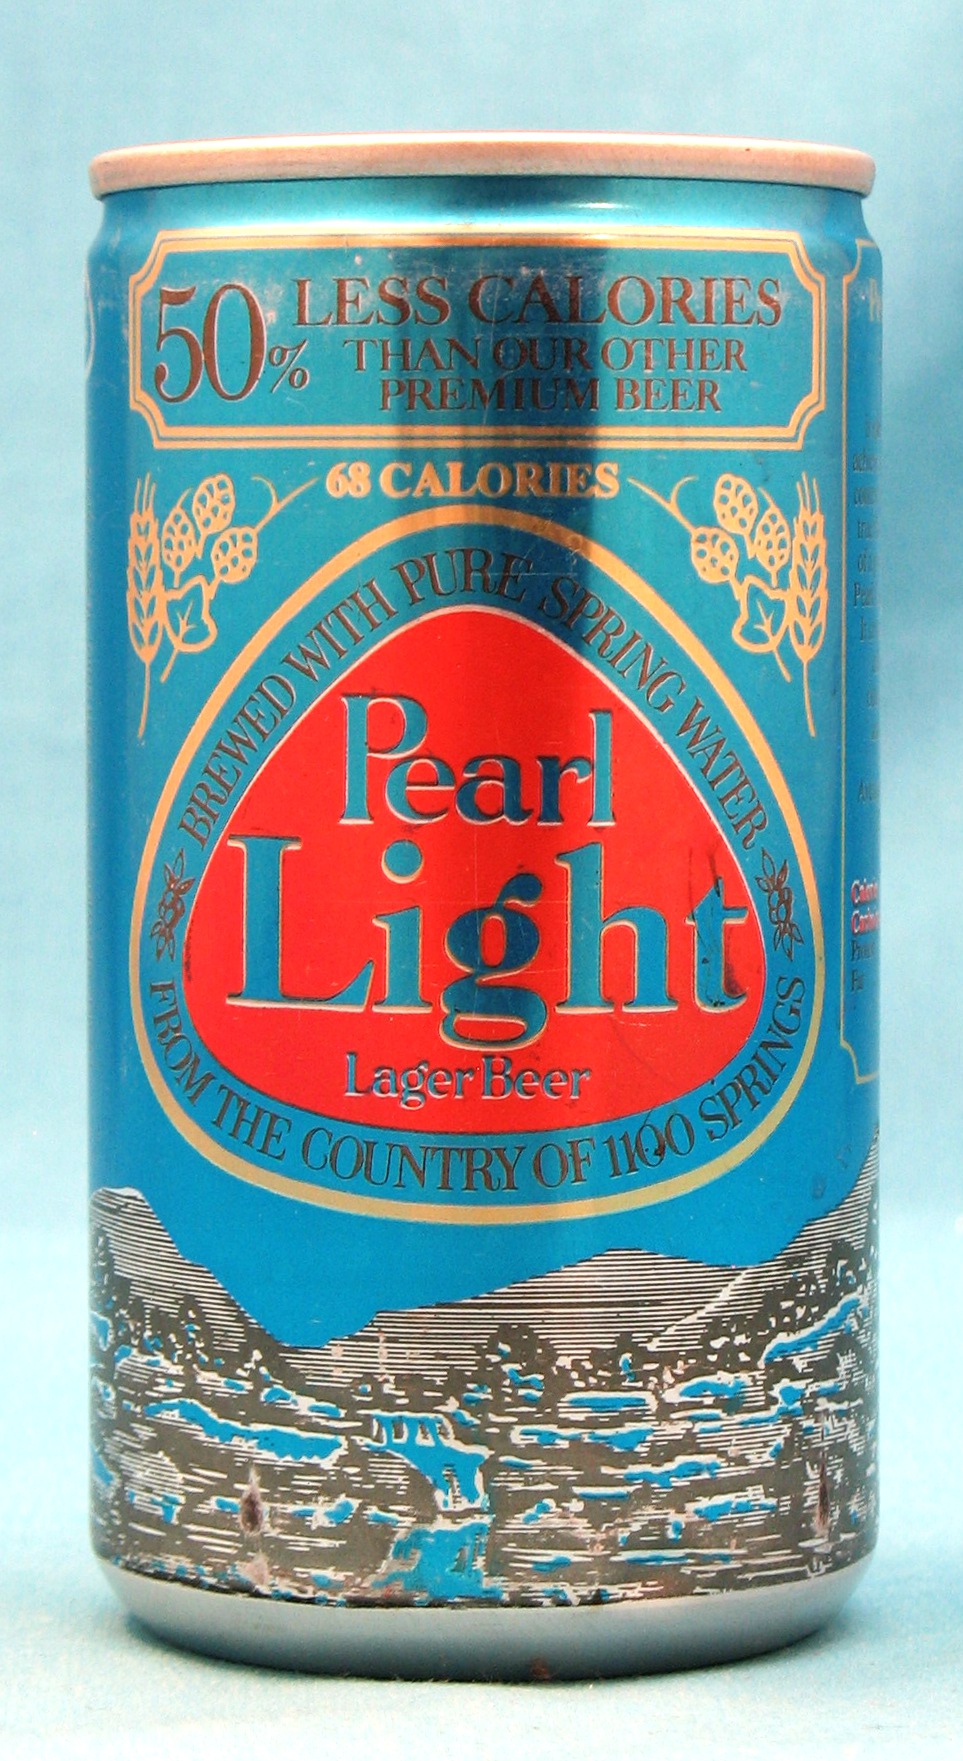 50% LESS CALORIES
THAN OUR OTHER
PREMIUM BEER
68 CALORIES
BREWED WITH PURE SPRING WATER
Pearl
Light
Lager Beer
FROM THE COUNTRY OF 1100 SPRINGS